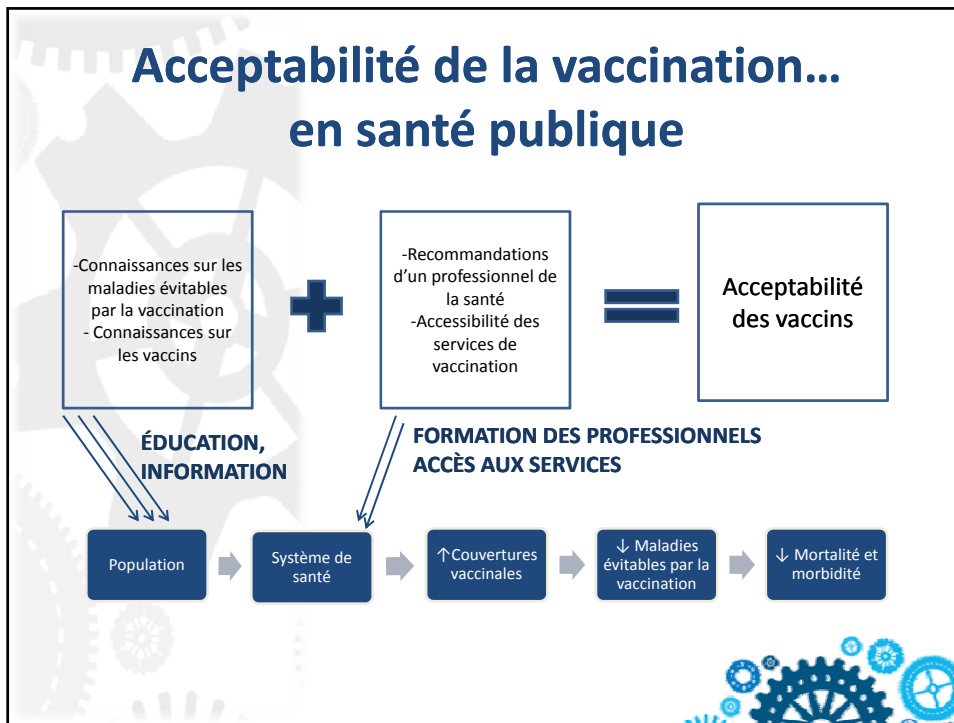 Acceptabilité de la vaccination…
en santé publique
-Connaissances sur les
maladies évitables
par la vaccination
- Connaissances sur
les vaccins
-Recommandations
d'un professionnel de
la santé
-Accessibilité des
services de
vaccination
Acceptabilité
des vaccins
ÉDUCATION,
INFORMATION
FORMATION DES PROFESSIONNELS
ACCÈS AUX SERVICES
Population
Système de
santé
↑Couvertures
vaccinales
↓ Maladies
évitables par la
vaccination
↓ Mortalité et
morbidité